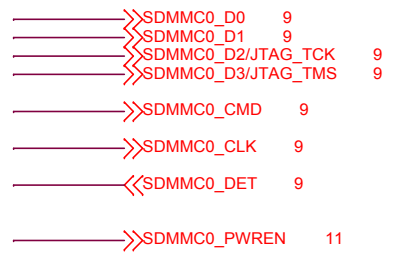 SDMMC0_D0 9
SDMMC0_D1 9
SDMMC0_D2/JTAG_TCK 9
SDMMC0_D3/JTAG_TMS 9
SDMMC0_CMD 9
SDMMC0_CLK 9
SDMMC0_DET 9
SDMMC0_PWREN 11